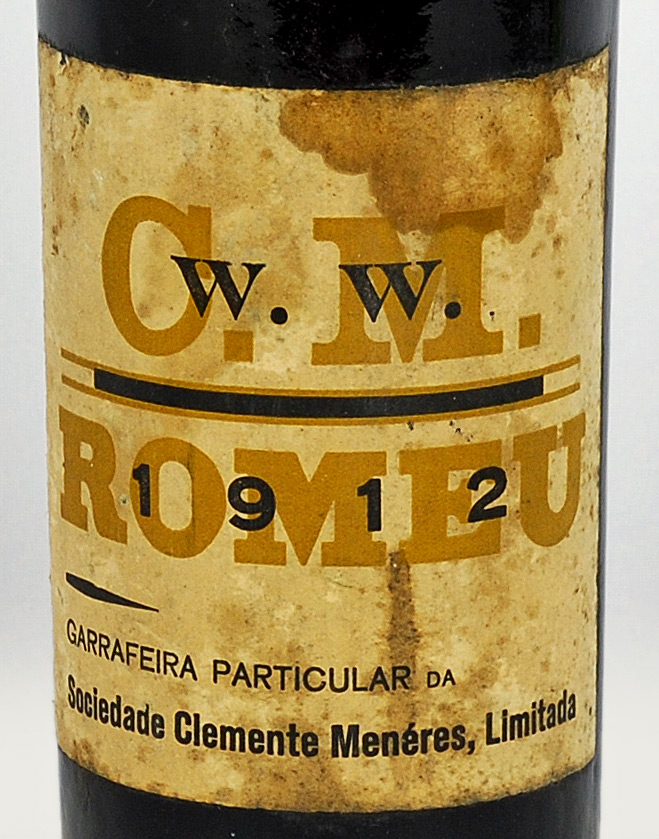 C. M.
W. W.
ROMEU
1912
GARRAFEIRA PARTICULAR DA
Sociedade Clemente Menéres, Limitada